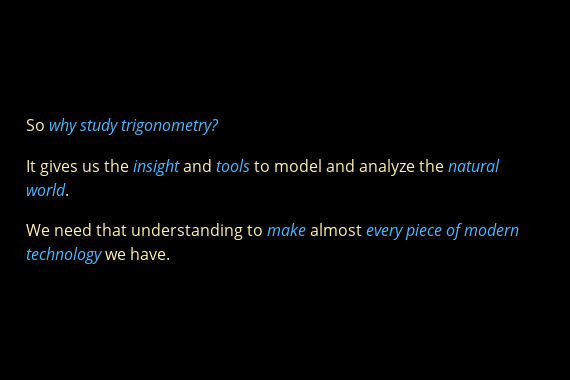 So why study trigonometry?
It gives us the insight and tools to model and analyze the natural
world.
We need that understanding to make almost every piece of modern
technology we have.